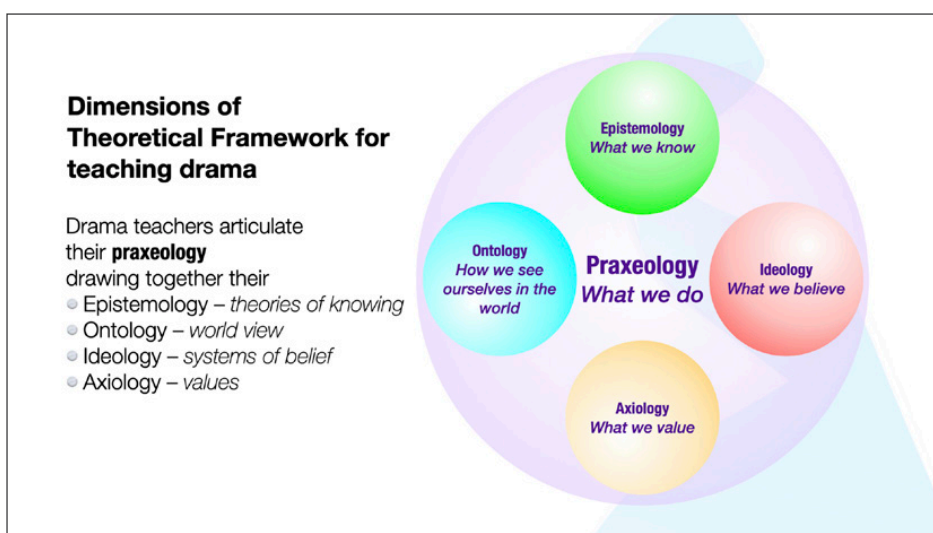 Dimensions of
Theoretical Framework for
teaching drama
Drama teachers articulate
their praxeology
drawing together their
Epistemology – theories of knowing
Ontology – world view
Ideology – systems of belief
Axiology – values
Epistemology
What we know
Ontology
How we see
ourselves in the
world
Praxeology
What we do
Ideology
What we believe
Axiology
What we value